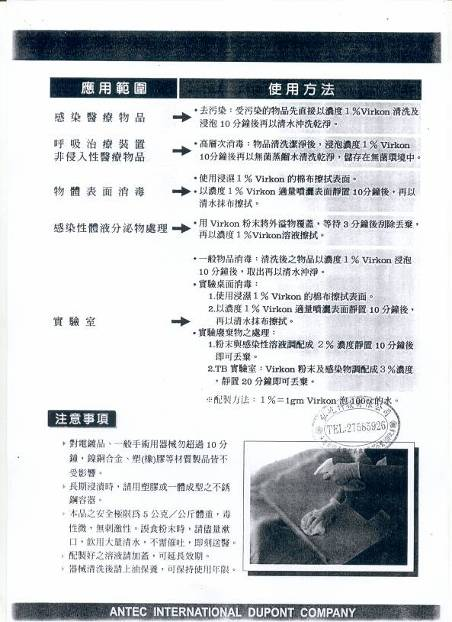 應用範圍
使用方法
感染醫療物品
・去污染：受污染的物品先直接以濃度1%Virkon 清洗及
浸泡 10 分鐘後再以清水沖洗乾淨。
呼吸治療裝置
非侵入性醫療物品
・高層次消毒：物品清洗潔淨後，浸泡濃度1% Virkon
10分鐘後再以無菌蒸餾水清洗乾淨，儲存在無菌環境中。
物體表面消毒
・使用浸濕1% Virkon 的棉布擦拭表面。
・以濃度1% Virkon 適量噴灑表面靜置 10分鐘後，再以
清水抹布擦拭。
感染性體液分泌物處理
・用 Virkon 粉末將外溢物覆蓋，等待 3 分鐘後刮除丟棄，
再以濃度1%Virkon溶液擦拭。
實驗室
・一般物品消毒：清洗後之物品以濃度1% Virkon 浸泡
10 分鐘後，取出再以清水沖淨。
・實驗桌面消毒：
1.使用浸濕1% Virkon 的棉布擦拭表面。
2.以濃度1% Virkon 適量噴灑表面靜置 10分鐘後，
再以清水抹布擦拭。
・實驗廢棄物之處理：
1.粉末與感染性溶液調配成 2% 濃度靜置 10 分鐘後
即可丟棄。
2.TB 實驗室：Virkon 粉末及感染物調配成3%濃度
，靜置 20 分鐘即可丟棄。
※配製方法：1%=1gm Virkon 泡 100cc的水。
TEL-27585926
注意事項
對電鍍品、一般手術用器械勿超過 10 分
鐘，鎳銅合金、塑(橡)膠等材質製品皆不
受影響。
長期浸漬時，請用塑膠或一體成型之不銹
鋼容器。
本品之安全極限為 5 公克／公斤體重，毒
性微，無刺激性。誤食粉末時，請儘量漱
口，飲用大量清水，不需催吐，即刻送醫。
配製好之溶液請加蓋，可延長效期。
器械清洗後請上油保養，可保持使用年限。
ANTEC INTERNATIONAL DUPONT COMPANY